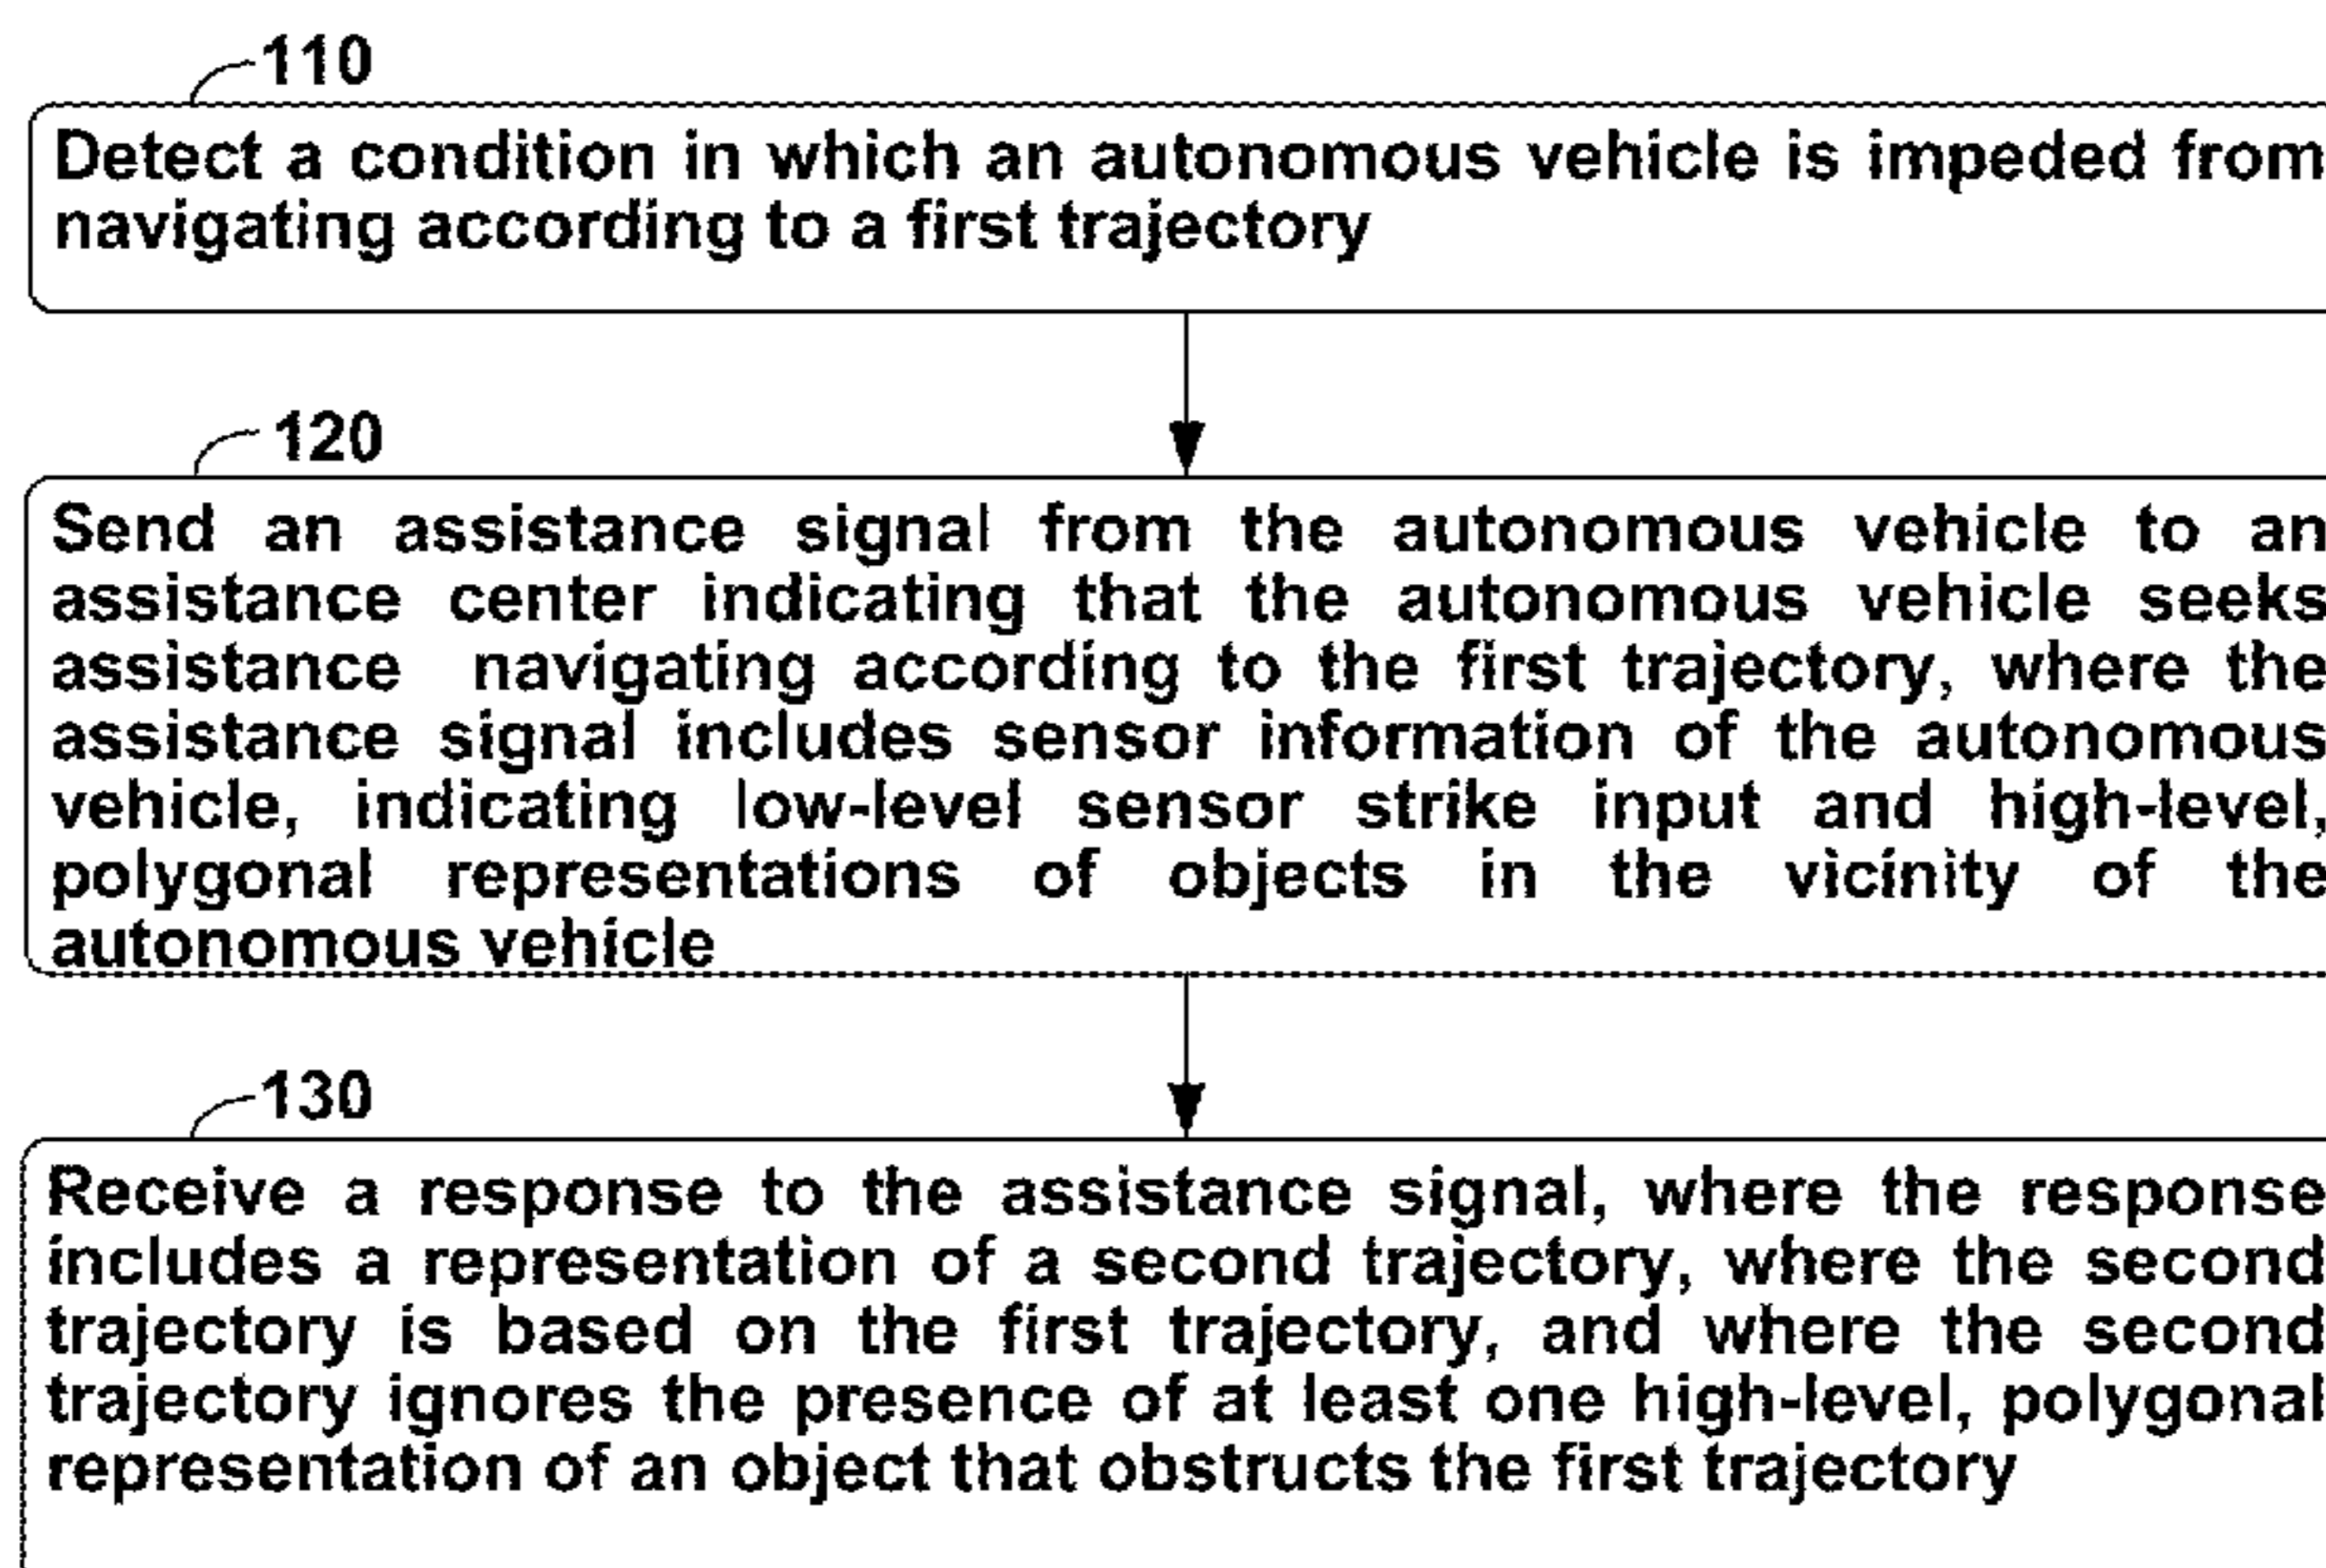 110
Detect a condition in which an autonomous vehicle is impeded from
navigating according to a first trajectory
120
Send an assistance signal from the autonomous vehicle to an
assistance center indicating that the autonomous vehicle seeks
assistance navigating according to the first trajectory, where the
assistance signal includes sensor information of the autonomous
vehicle, indicating low-level sensor strike input and high-level,
polygonal representations of objects in the vicinity of the
autonomous vehicle
130
Receive a response to the assistance signal, where the response
includes a representation of a second trajectory, where the second
trajectory is based on the first trajectory, and where the second
trajectory ignores the presence of at least one high-level, polygonal
representation of an object that obstructs the first trajectory